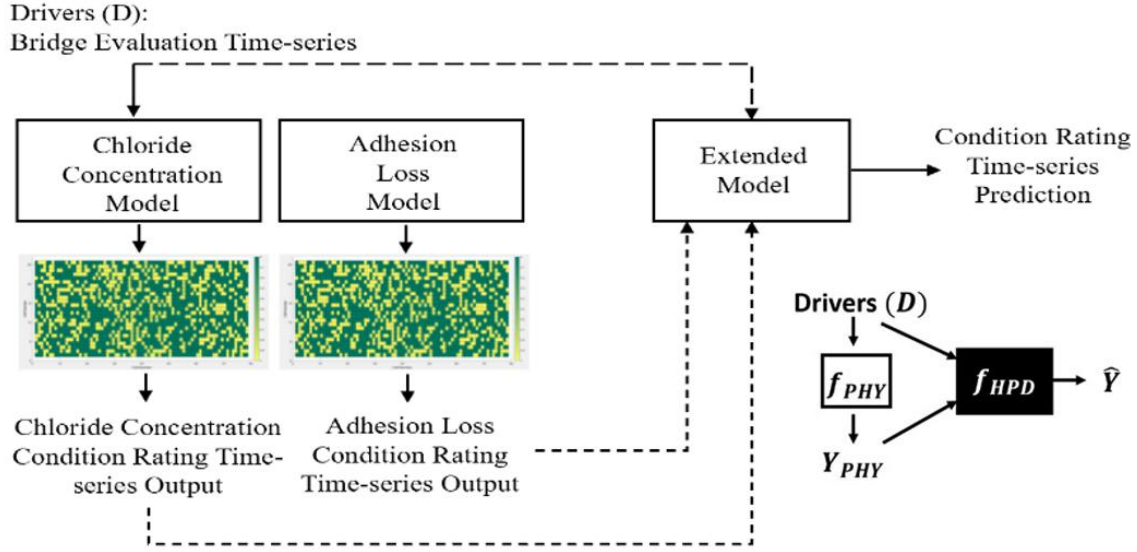 Drivers (D):
Bridge Evaluation Time-series
Chloride
Concentration
Model
Adhesion
Loss
Model
Extended
Model
Condition Rating
Time-series
Prediction
Chloride Concentration
Condition Rating Time-
series Output
Adhesion Loss
Condition Rating
Time-series Output
Drivers (D)
f_PHY
f_HPD
Ŷ
Y_PHY